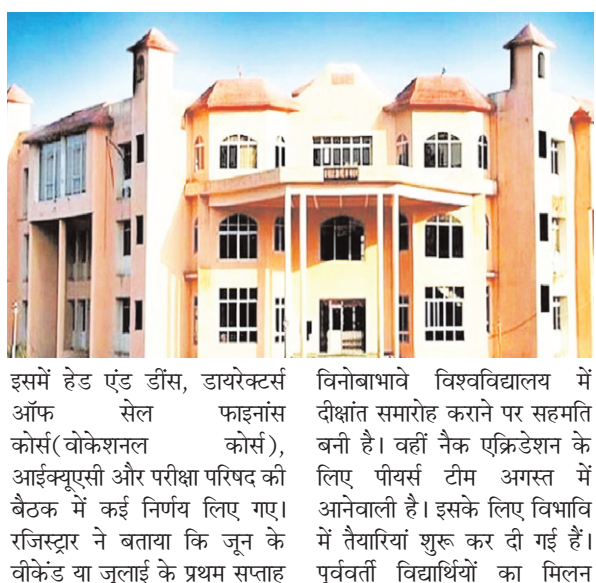 इसमें हेड एंड डींस, डायरेक्टर्स
ऑफ सेल फाइनांस
कोर्स(वोकेशनल कोर्स),
आईक्यूएसी और परीक्षा परिषद की
बैठक में कई निर्णय लिए गए।
रजिस्ट्रार ने बताया कि जून के
वीकेंड या जुलाई के प्रथम सप्ताह
विनोबाभावे विश्वविद्यालय में
दीक्षांत समारोह कराने पर सहमति
बनी है। वहीं नैक एक्रिडेशन के
लिए पीयर्स टीम अगस्त में
आनेवाली है। इसके लिए विभावि
में तैयारियां शुरू कर दी गई हैं।
पूर्ववर्ती विद्यार्थियों का मिलन